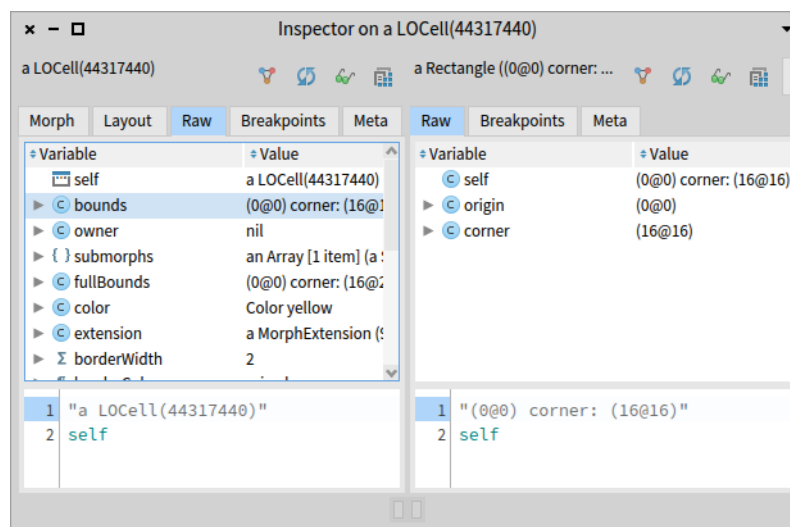 Inspector on a LOCell(44317440)
a LOCell(44317440)
Morph Layout Raw Breakpoints Meta
Variable Value
self a LOCell(44317440)
bounds (0@0) corner: (16@1
owner nil
{ } submorphs an Array [1 item] (a
fullBounds (0@0) corner: (16@2
color Color yellow
extension a MorphExtension (
Σ borderWidth 2
1 "a LOCell(44317440)"
2 self
a Rectangle ((0@0) corner: ...
Raw Breakpoints Meta
Variable Value
self (0@0) corner: (16@16)
origin (0@0)
corner (16@16)
1 "(0@0) corner: (16@16)"
2 self